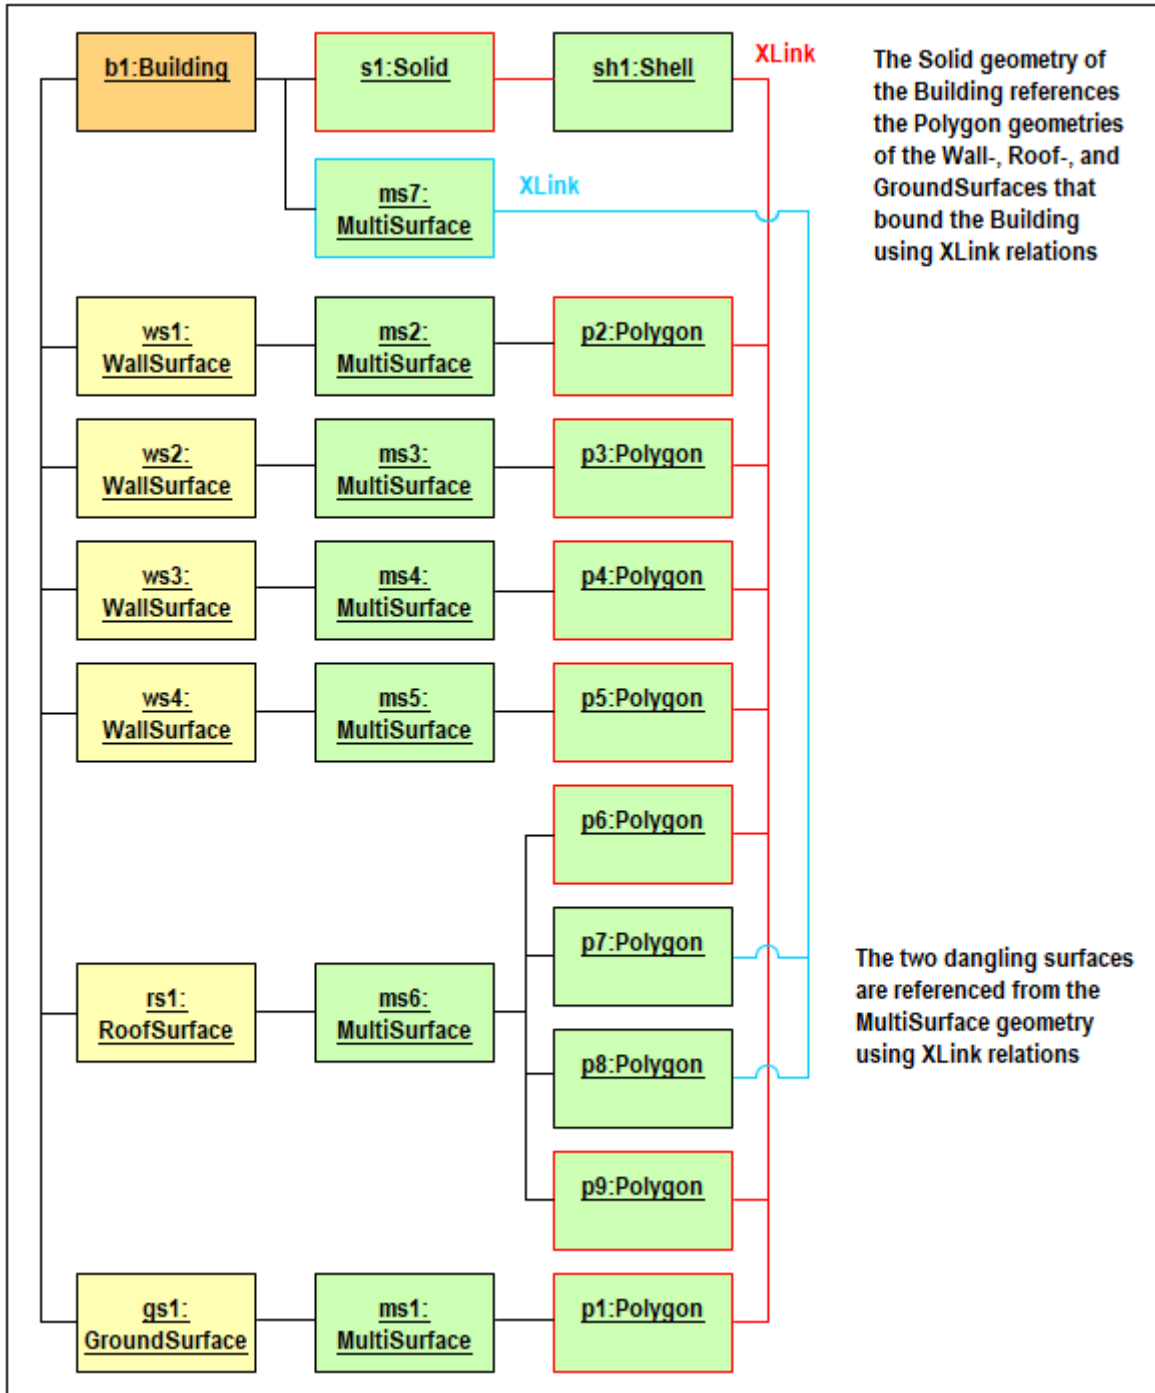 b1:Building
s1:Solid
sh1:Shell
XLink
The Solid geometry of
the Building references
the Polygon geometries
of the Wall-, Roof-, and
GroundSurfaces that
bound the Building
using XLink relations
ms7:
MultiSurface
XLink
ws1:
WallSurface
ms2:
MultiSurface
p2:Polygon
ws2:
WallSurface
ms3:
MultiSurface
p3:Polygon
ws3:
WallSurface
ms4:
MultiSurface
p4:Polygon
ws4:
WallSurface
ms5:
MultiSurface
p5:Polygon
p6:Polygon
p7:Polygon
rs1:
RoofSurface
ms6:
MultiSurface
The two dangling surfaces
are referenced from the
MultiSurface geometry
using XLink relations
p8:Polygon
p9:Polygon
gs1:
GroundSurface
ms1:
MultiSurface
p1:Polygon